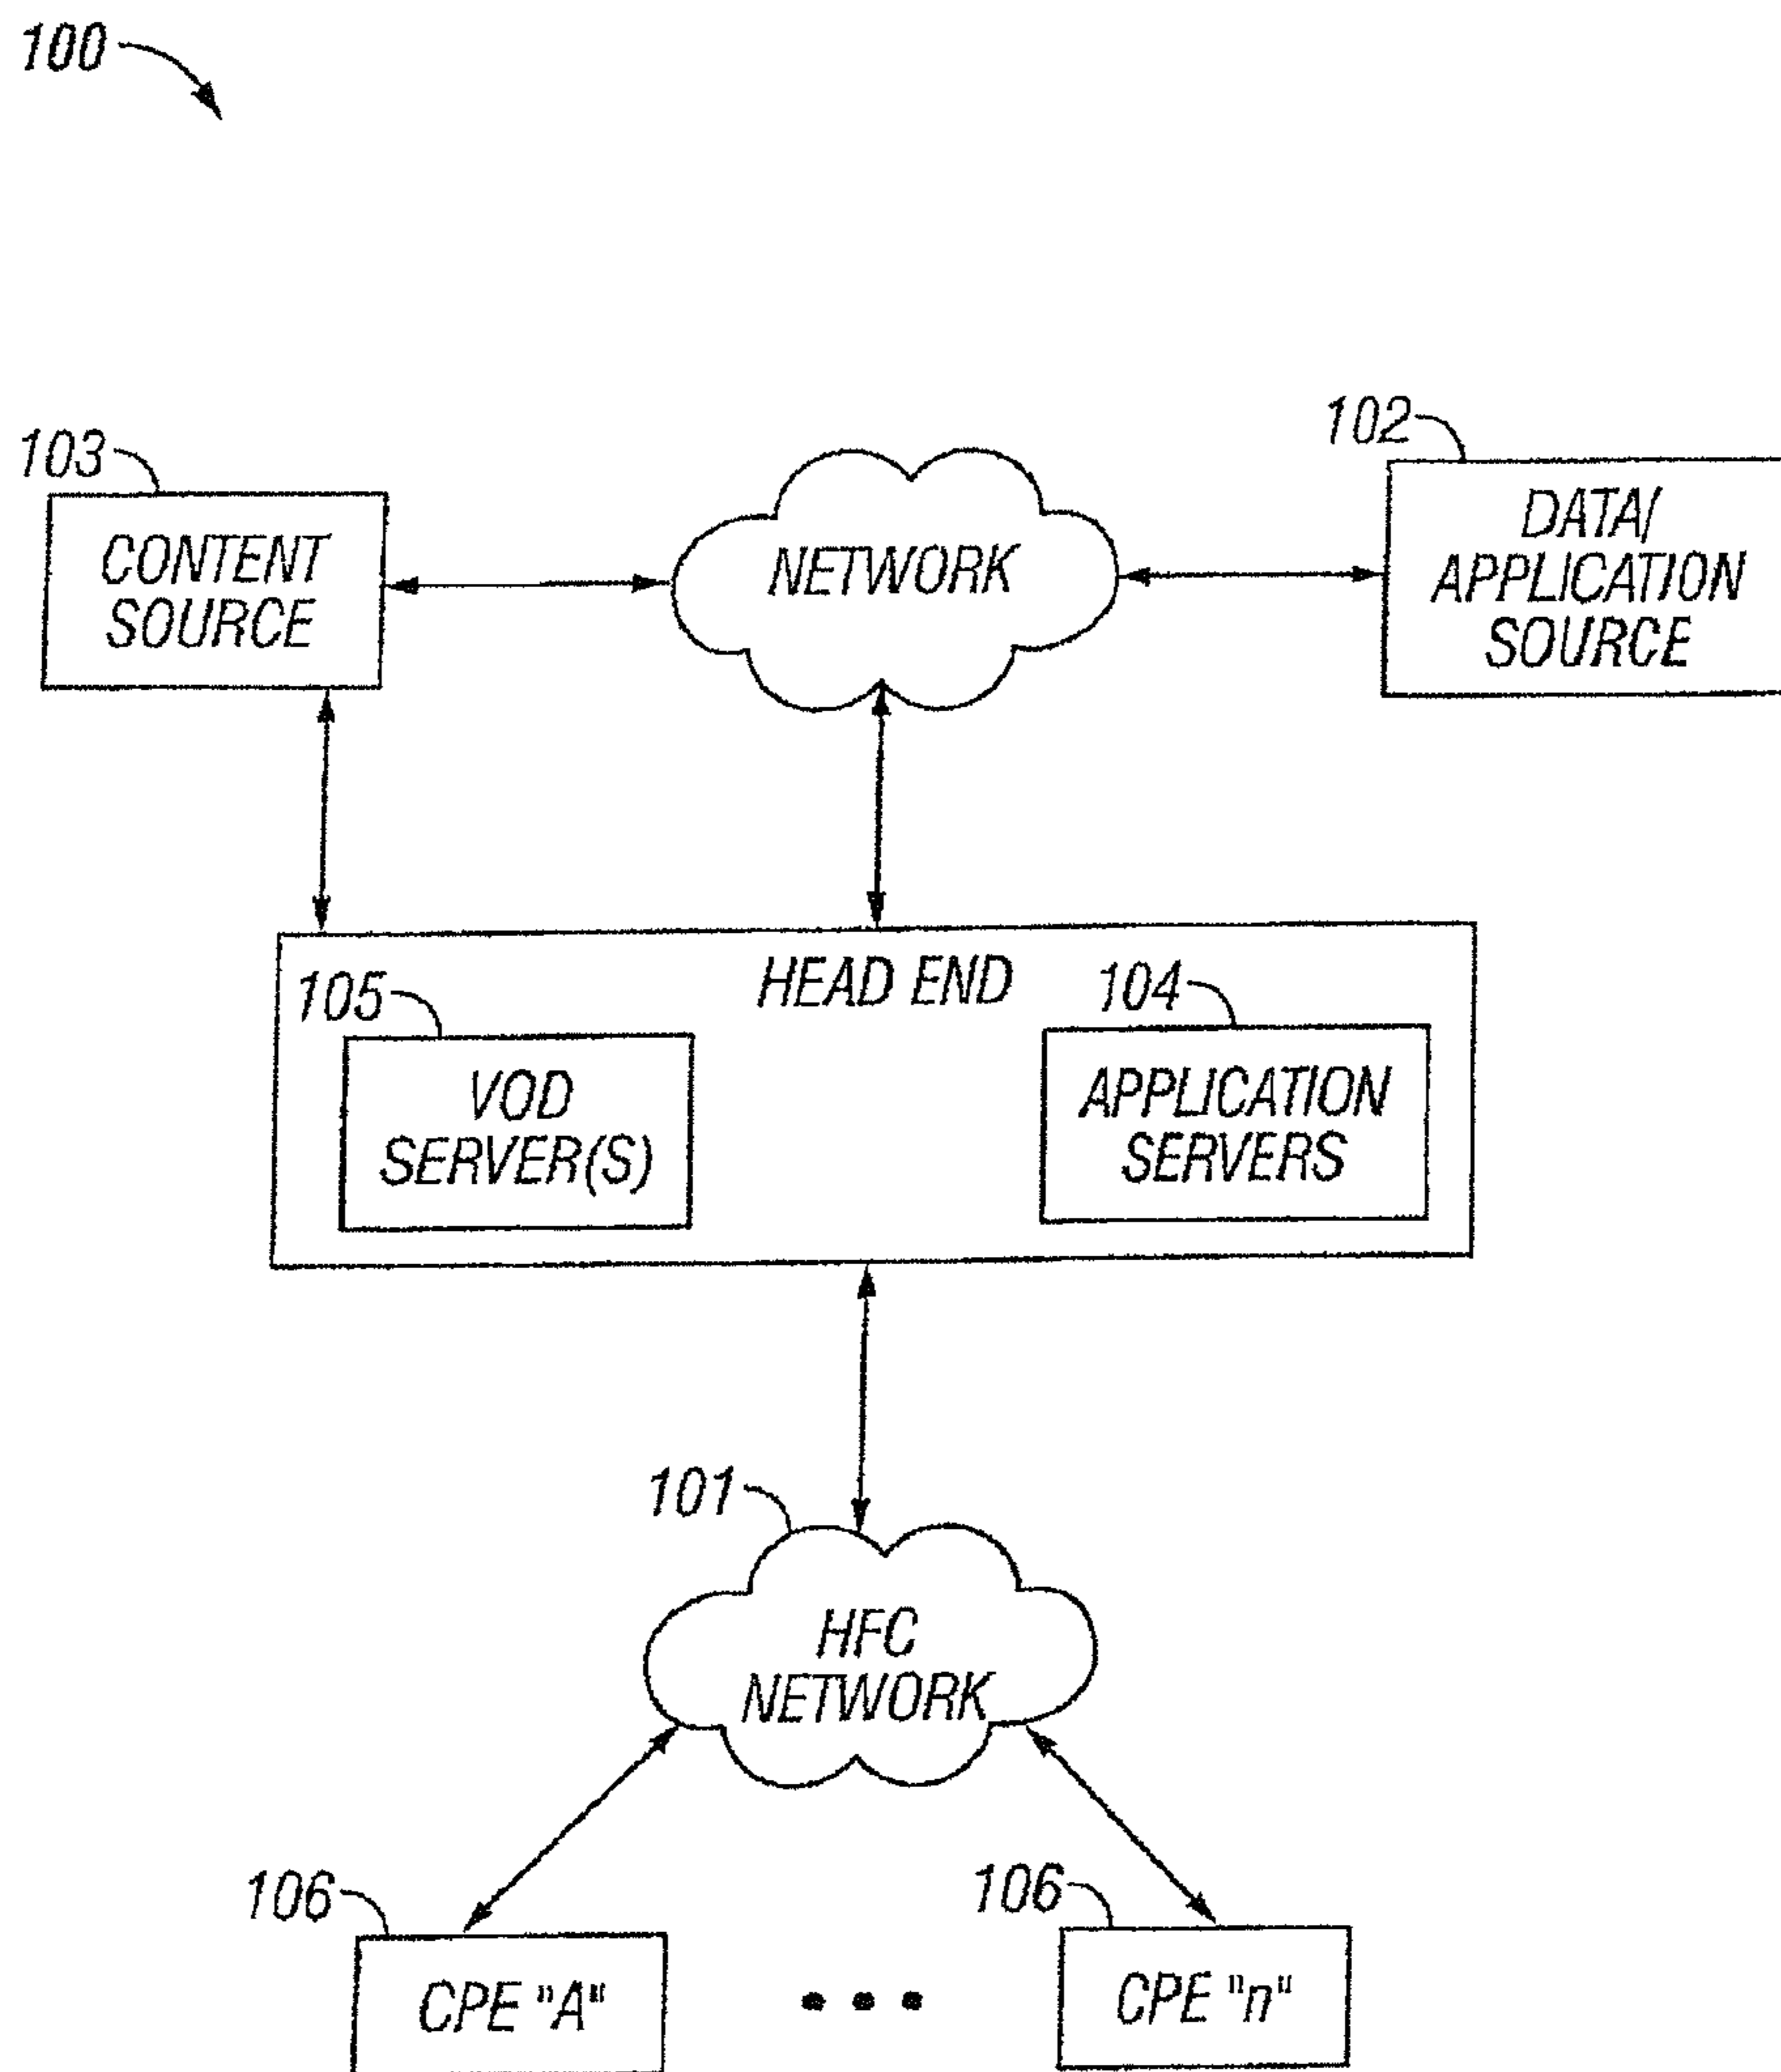 100
103
CONTENT
SOURCE
NETWORK
102
DATA/
APPLICATION
SOURCE
HEAD END
105
VOD
SERVER(S)
104
APPLICATION
SERVERS
101
HFC
NETWORK
106
CPE "A"
106
CPE "n"